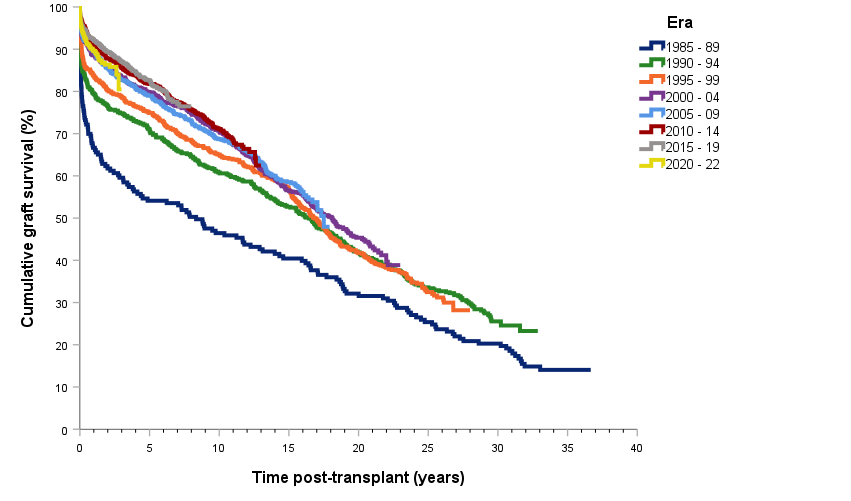 Era
1985 - 89
1990 - 94
1995 - 99
2000 - 04
2005 - 09
2010 - 14
2015 - 19
2020 - 22
Cumulative graft survival (%)
100
90
80
70
60
50
40
30
20
10
0
0 5 10 15 20 25 30 35 40
Time post-transplant (years)